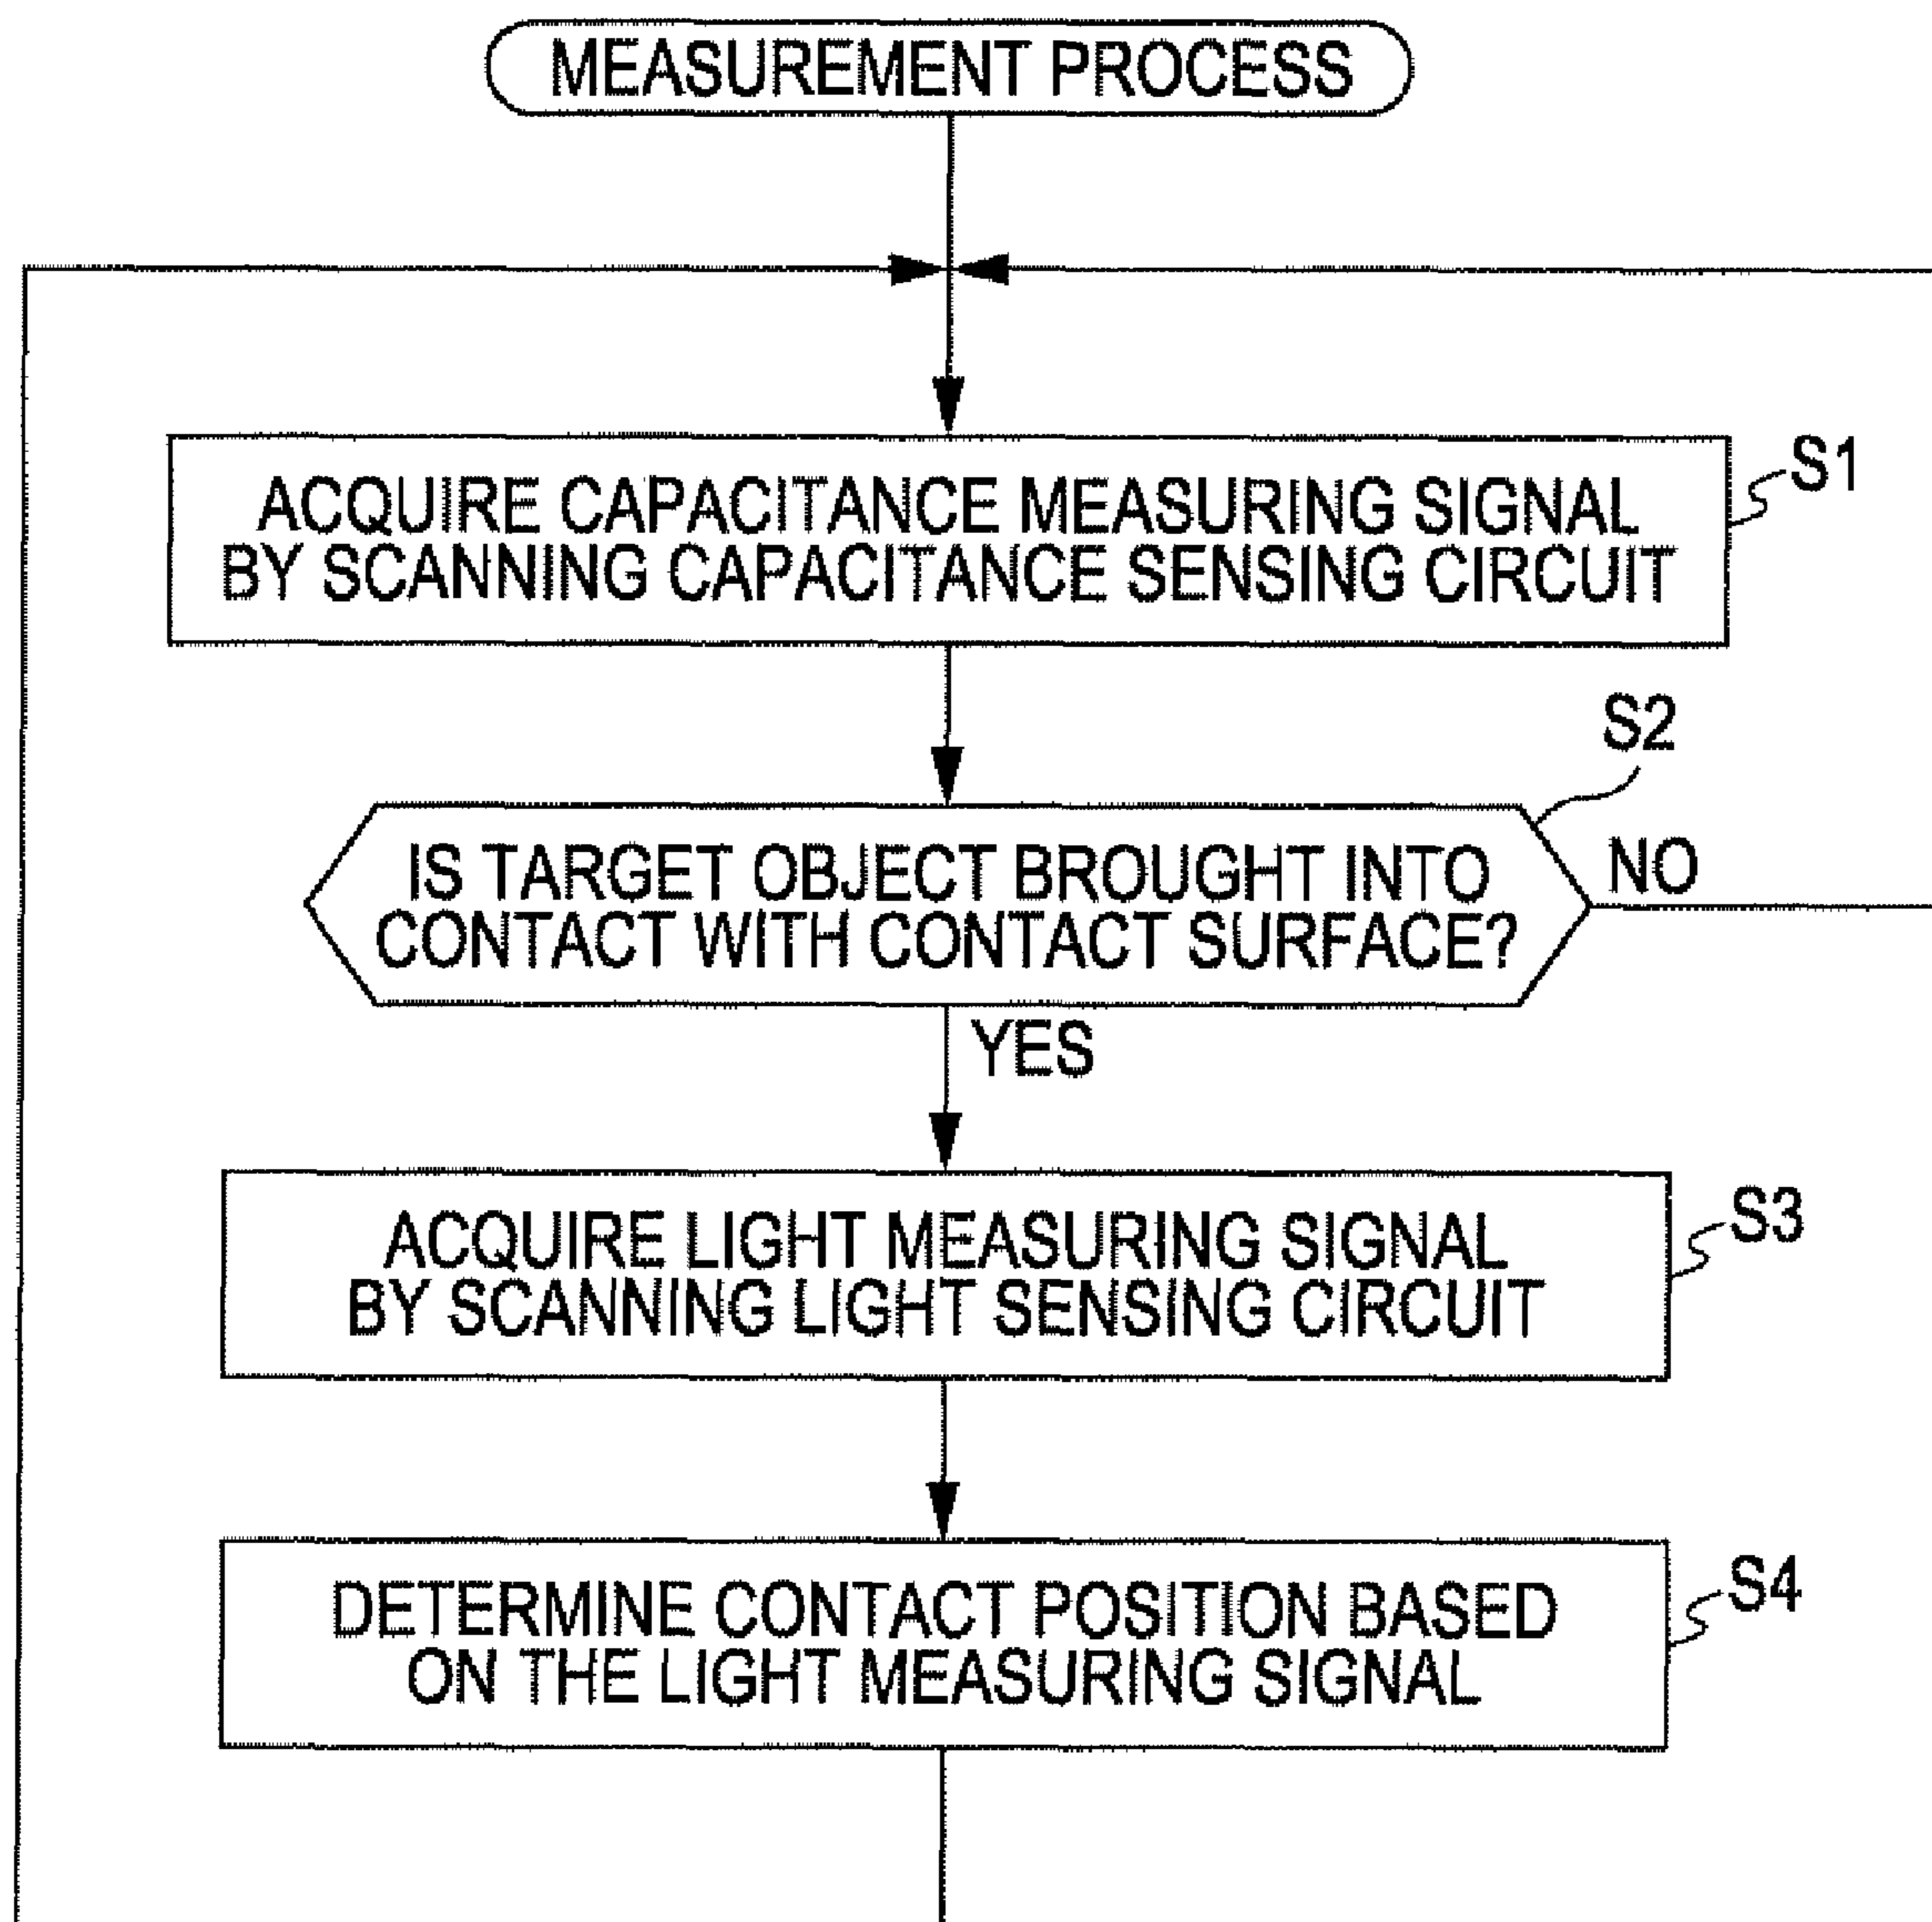 MEASUREMENT PROCESS
ACQUIRE CAPACITANCE MEASURING SIGNAL
BY SCANNING CAPACITANCE SENSING CIRCUIT
S1
S2
IS TARGET OBJECT BROUGHT INTO
CONTACT WITH CONTACT SURFACE?
NO
YES
ACQUIRE LIGHT MEASURING SIGNAL
BY SCANNING LIGHT SENSING CIRCUIT
S3
DETERMINE CONTACT POSITION BASED
ON THE LIGHT MEASURING SIGNAL
S4